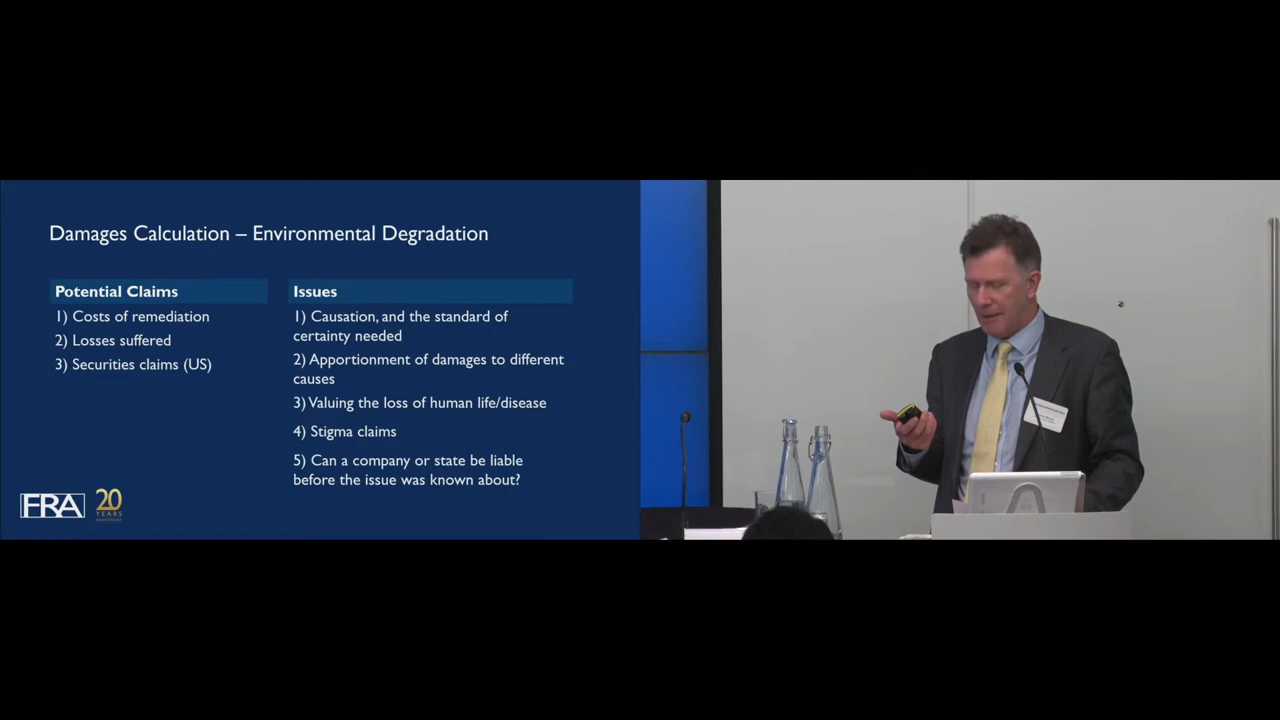 Damages Calculation – Environmental Degradation
Potential Claims
1) Costs of remediation
2) Losses suffered
3) Securities claims (US)
Issues
1) Causation, and the standard of
certainty needed
2) Apportionment of damages to different
causes
3) Valuing the loss of human life/disease
4) Stigma claims
5) Can a company or state be liable
before the issue was known about?
FRA
20
YEARS
ANNIVERSARY